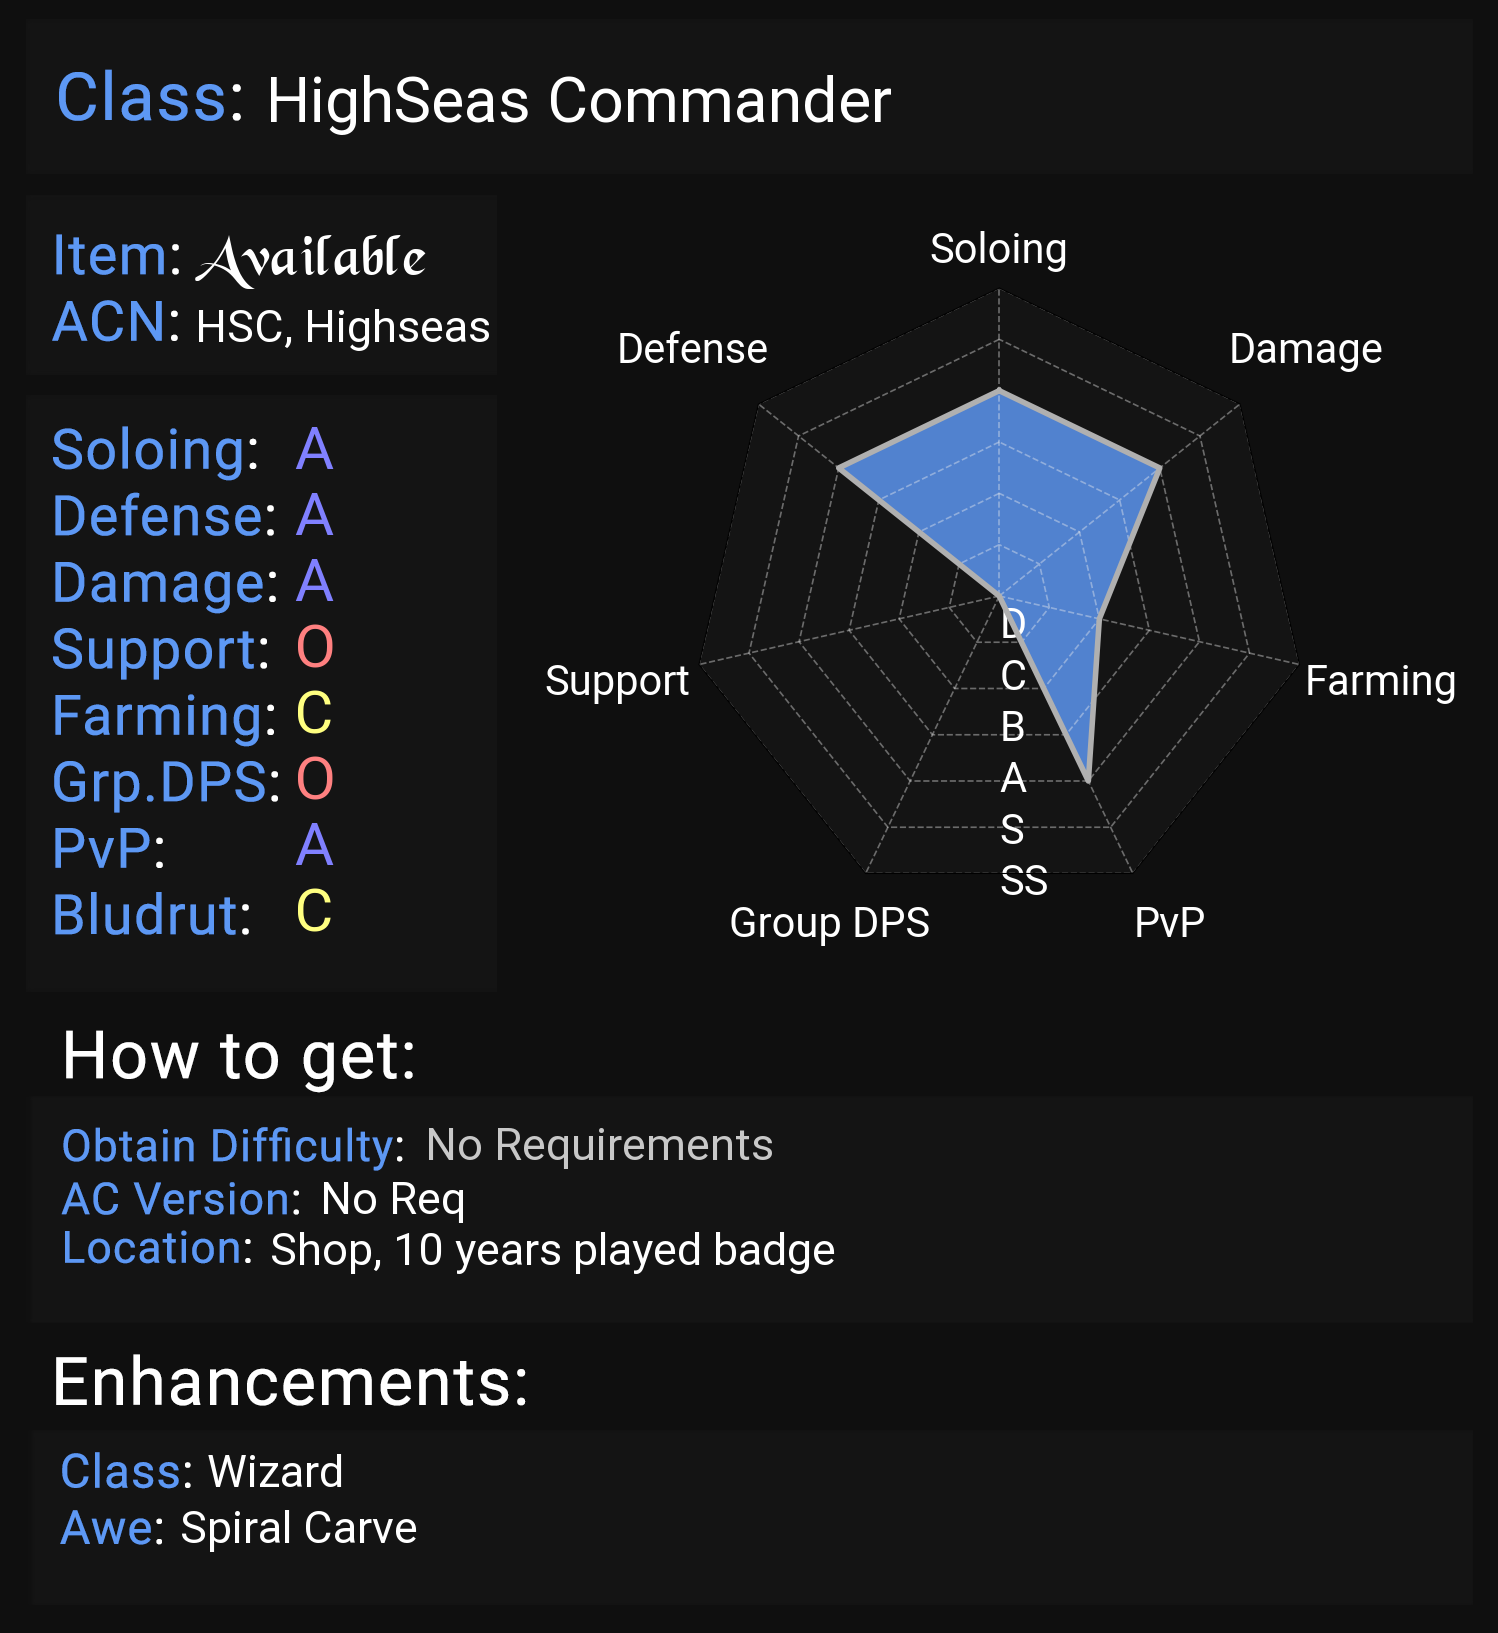 Class: HighSeas Commander
Item: Available
ACN: HSC, Highseas
Soloing: A
Defense: A
Damage: A
Support: O
Farming: C
Grp.DPS: O
PvP: A
Bludrut: C
Soloing
Defense
Damage
Support
Farming
Group DPS
PvP
D
C
B
A
S
SS
How to get:
Obtain Difficulty: No Requirements
AC Version: No Req
Location: Shop, 10 years played badge
Enhancements:
Class: Wizard
Awe: Spiral Carve